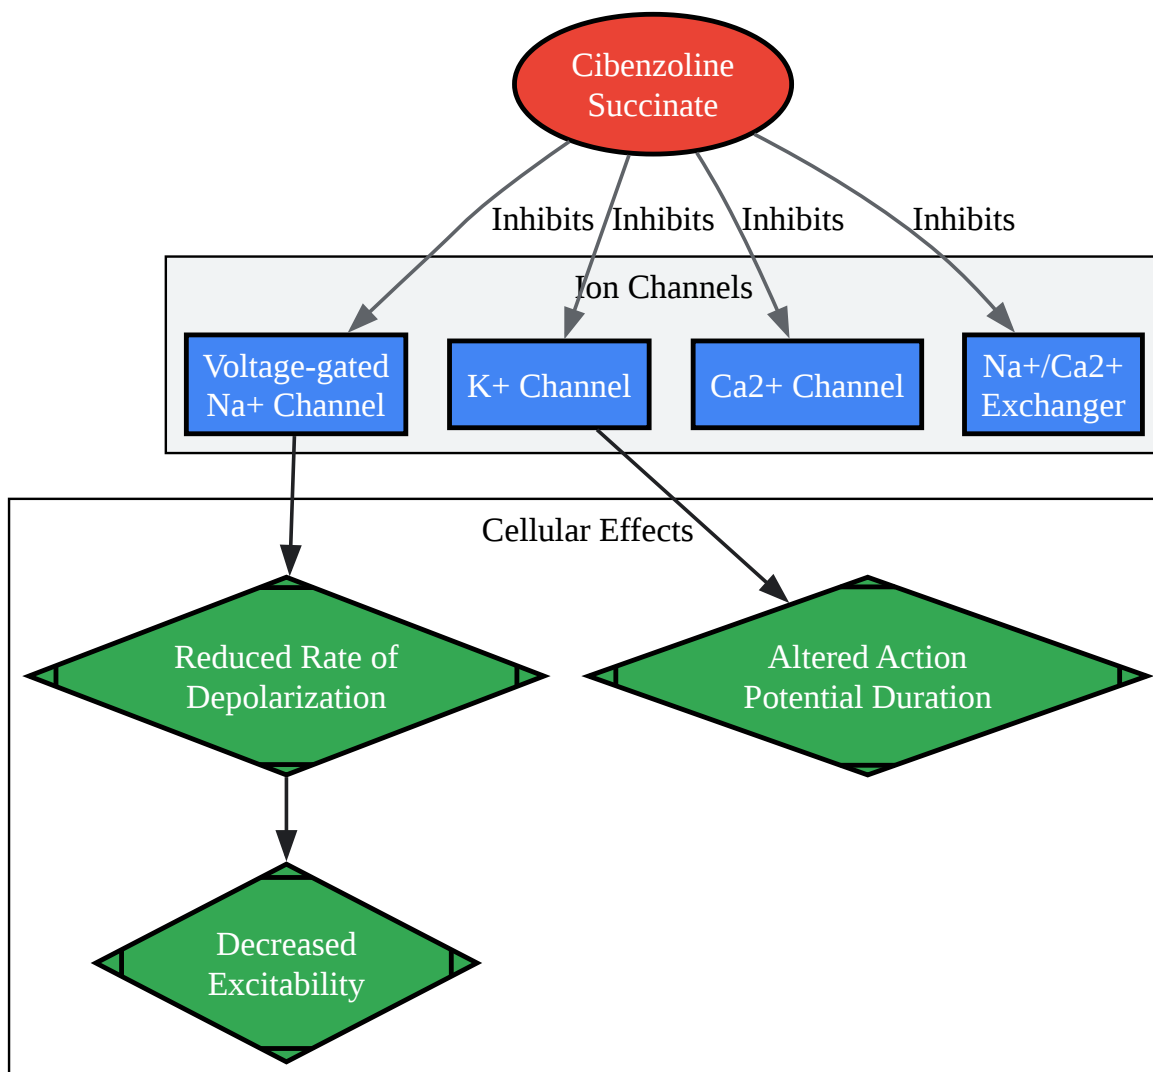 Cibenzoline
Succinate
Inhibits
Inhibits
Inhibits
Inhibits
Ion Channels
Voltage-gated
Na+ Channel
K+ Channel
Ca2+ Channel
Na+/Ca2+
Exchanger
Cellular Effects
Reduced Rate of
Depolarization
Altered Action
Potential Duration
Decreased
Excitability